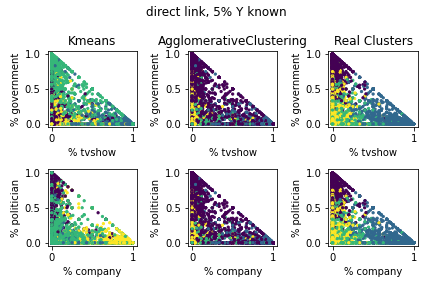 direct link, 5% Y known
Kmeans
AgglomerativeClustering
Real Clusters
% government
1.0
0.5
0.0
0
1
% tvshow
% government
1.0
0.5
0.0
0
1
% tvshow
% government
1.0
0.5
0.0
0
1
% tvshow
% politician
1.0
0.5
0.0
0
1
% company
% politician
1.0
0.5
0.0
0
1
% company
% politician
1.0
0.5
0.0
0
1
% company